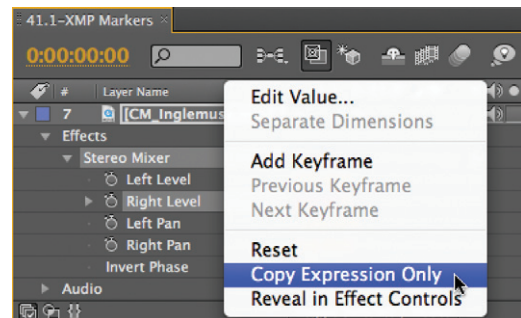 41.1–XMP Markers
0:00:00:00
# Layer Name
7 [CM_Inglemus
Effects
Stereo Mixer
Left Level
Right Level
Left Pan
Right Pan
Invert Phase
Audio
Edit Value...
Separate Dimensions
Add Keyframe
Previous Keyframe
Next Keyframe
Reset
Copy Expression Only
Reveal in Effect Controls